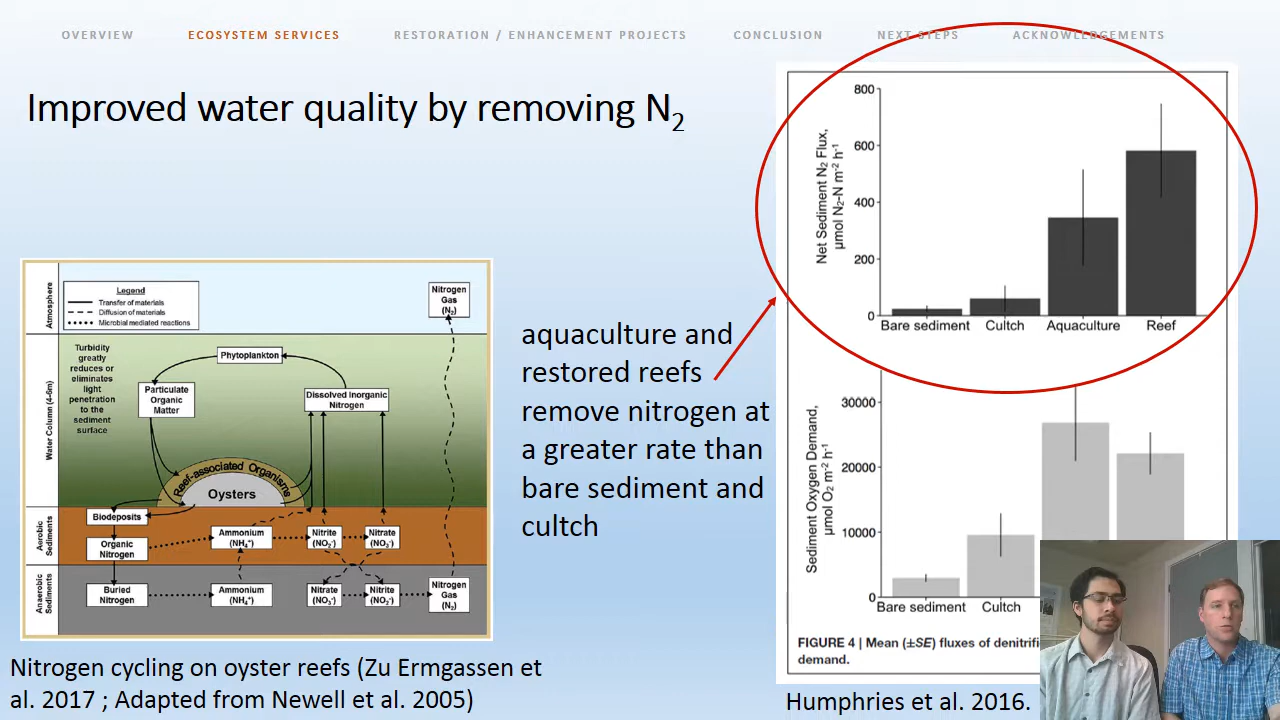 OVERVIEW ECOSYSTEM SERVICES RESTORATION / ENHANCEMENT PROJECTS CONCLUSION NEXT STEPS ACKNOWLEDGEMENTS
Improved water quality by removing N2
Atmosphere
Legend
Transfer of materials
Diffusion of materials
Microbial mediated reactions
Nitrogen
Gas
(N2)
Water Column (4-6m)
Turbidity
greatly
reduces or
eliminates
light
penetration
to the
sediment
surface
Phytoplankton
Particulate
Organic
Matter
Dissolved Inorganic
Nitrogen
Reef-associated Organisms
Oysters
Aerobic
Sediments
Biodeposits
Organic
Nitrogen
Ammonium
(NH4+)
Nitrite
(NO2-)
Nitrate
(NO3-)
Anaerobic
Sediments
Buried
Nitrogen
Ammonium
(NH4+)
Nitrate
(NO3-)
Nitrite
(NO2-)
Nitrogen
Gas
(N2)
Nitrogen cycling on oyster reefs (Zu Ermgassen et
al. 2017 ; Adapted from Newell et al. 2005)
aquaculture and
restored reefs
remove nitrogen at
a greater rate than
bare sediment and
cultch
Net Sediment N2 Flux,
µmol N2-N m-2 h-1
800
600
400
200
0
Bare sediment Cultch Aquaculture Reef
Sediment Oxygen Demand,
µmol O2 m-2 h-1
30000
20000
10000
0
Bare sediment Cultch
FIGURE 4 | Mean (±SE) fluxes of
demand.
Humphries et al. 2016.